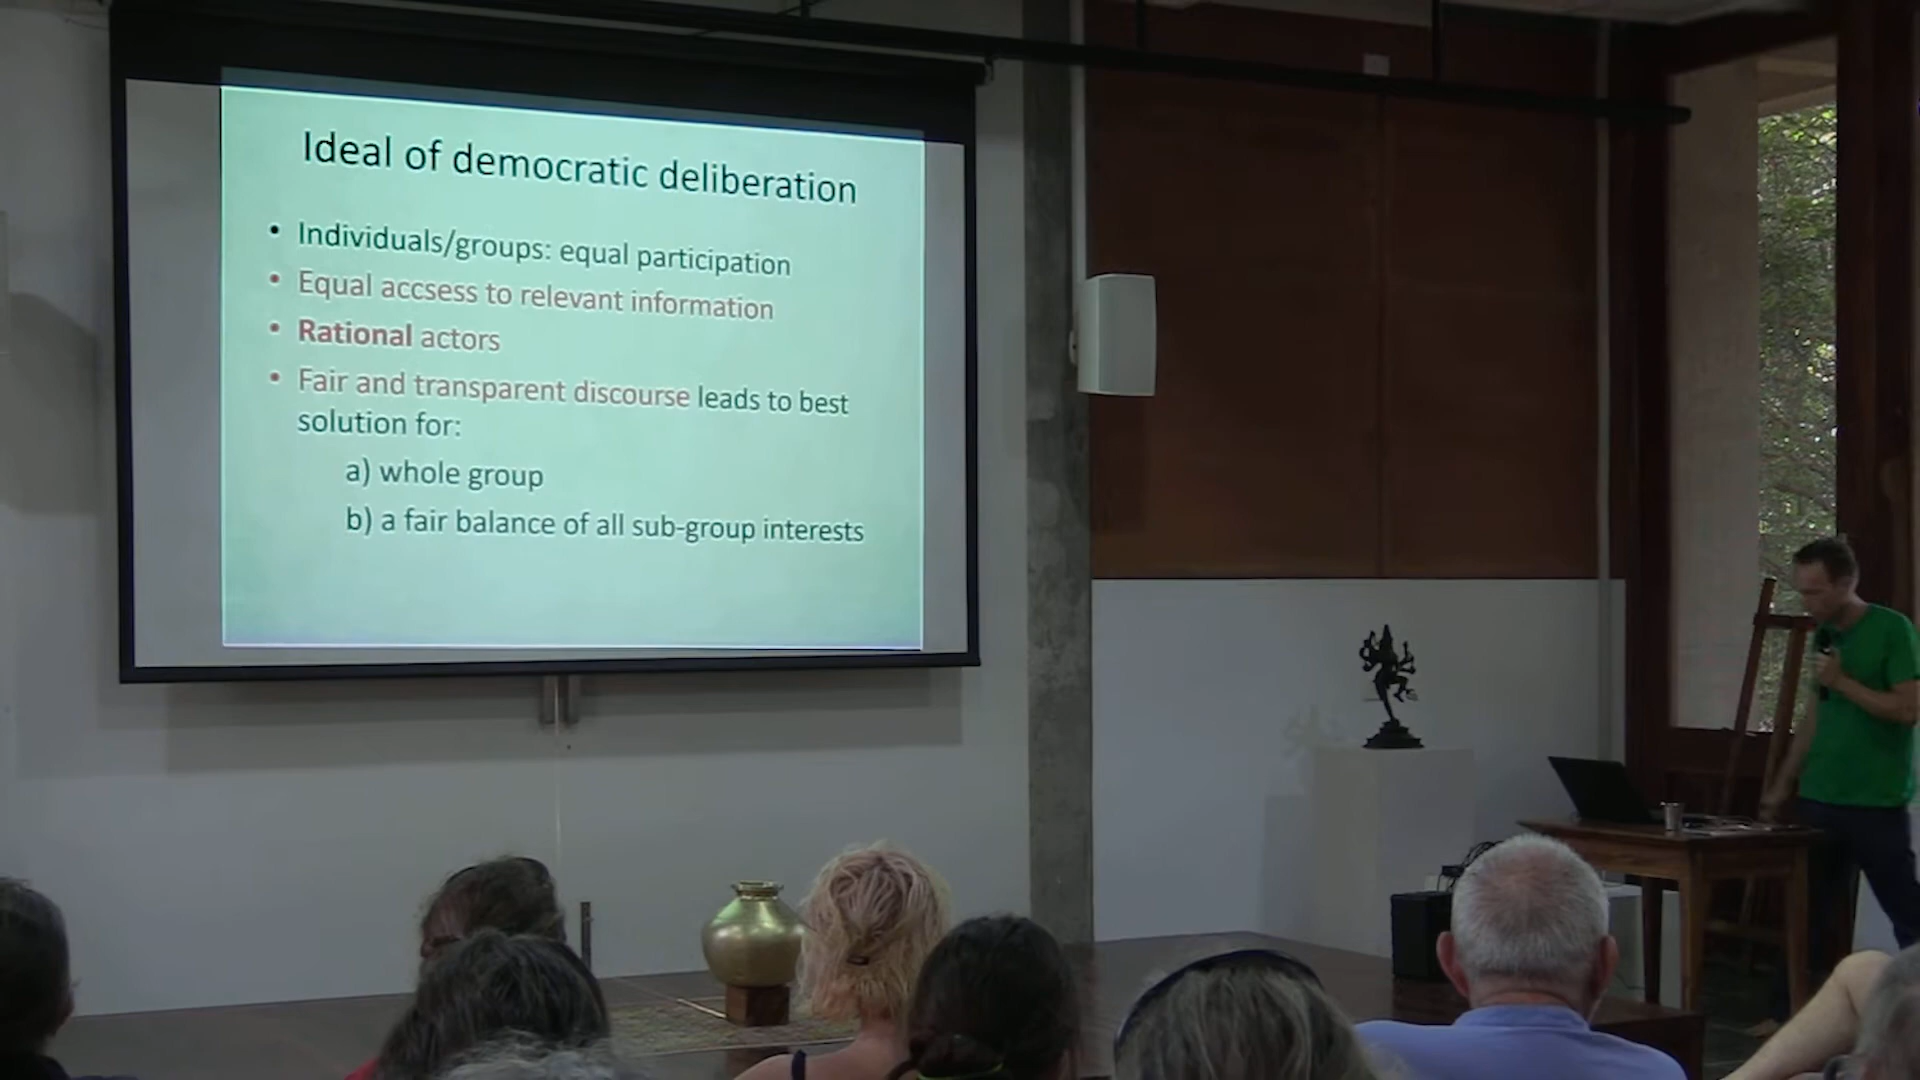 Ideal of democratic deliberation
• Individuals/groups: equal participation
• Equal accsess to relevant information
• Rational actors
• Fair and transparent discourse leads to best
solution for:
a) whole group
b) a fair balance of all sub-group interests